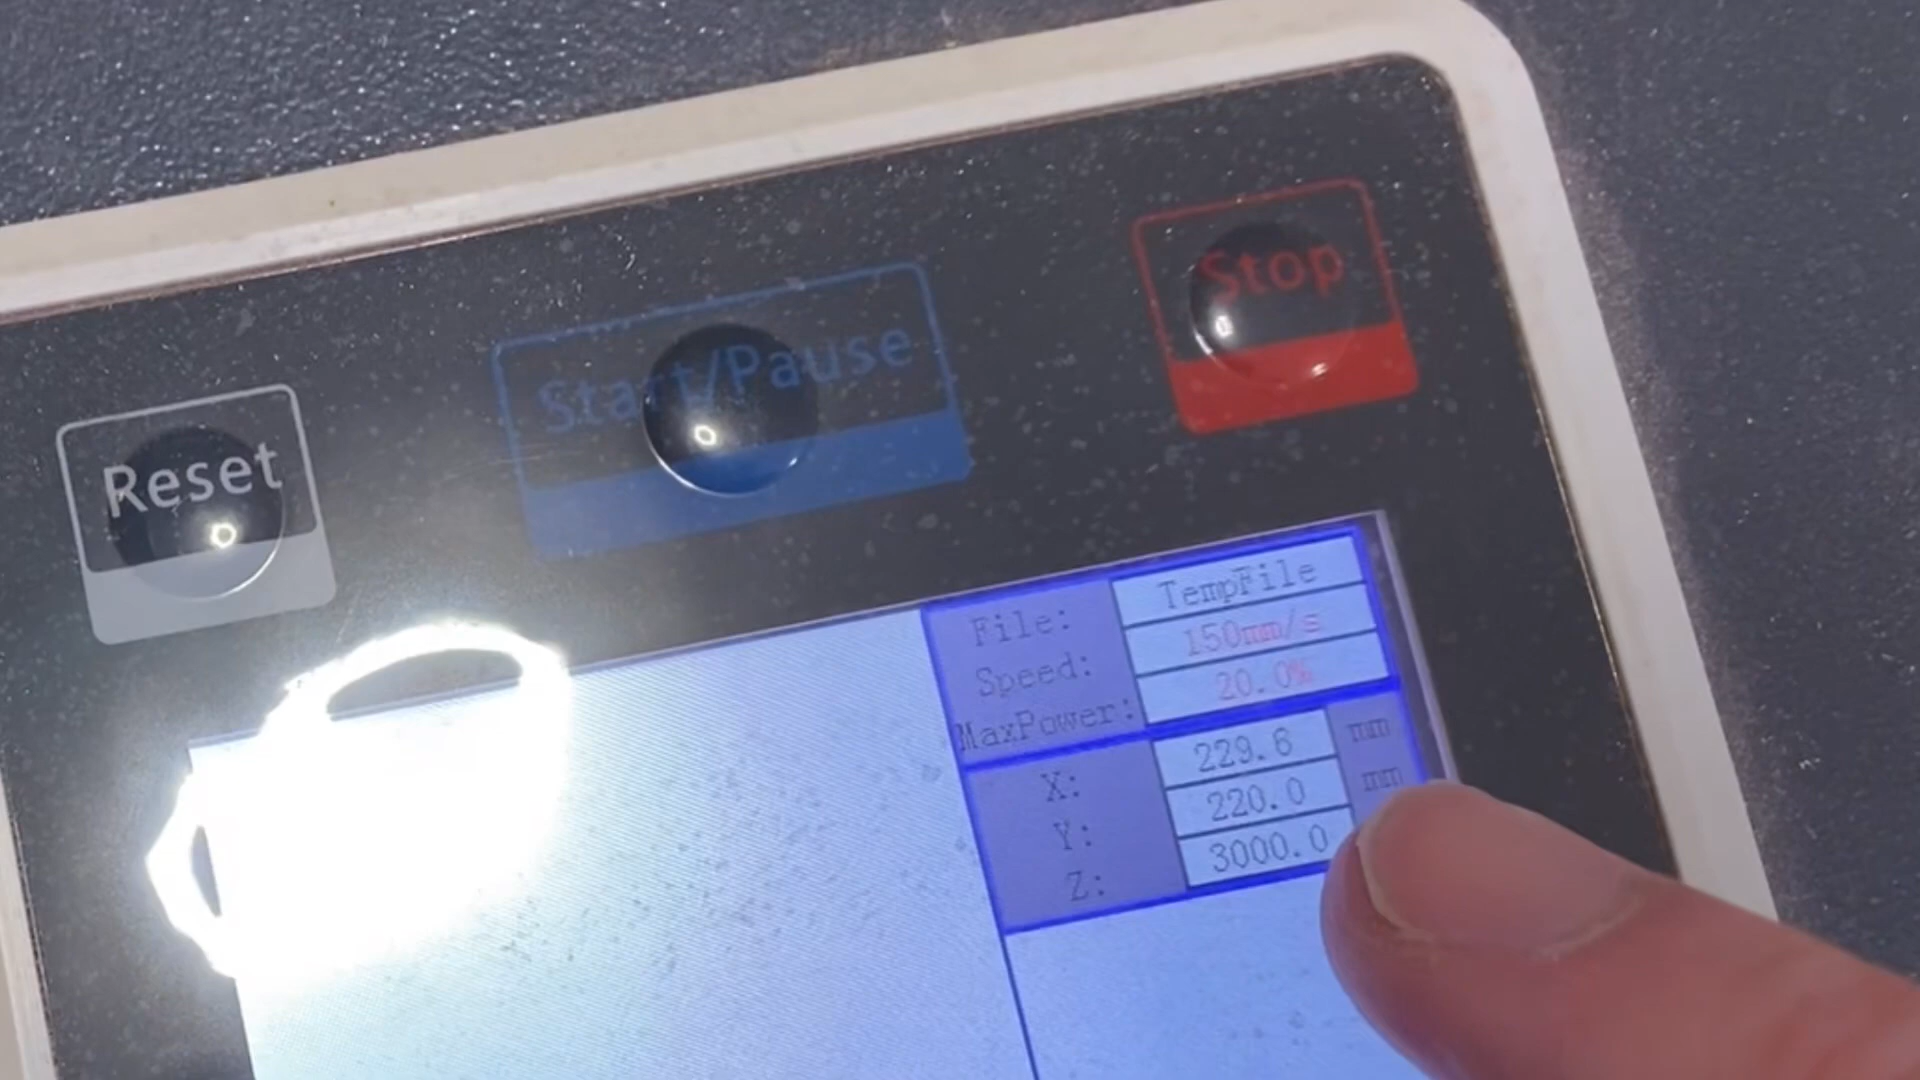 Reset
Start/Pause
Stop
File: TempFile
Speed: 150mm/s
MaxPower: 20.0%
X: 229.6 mm
Y: 220.0 mm
Z: 3000.0